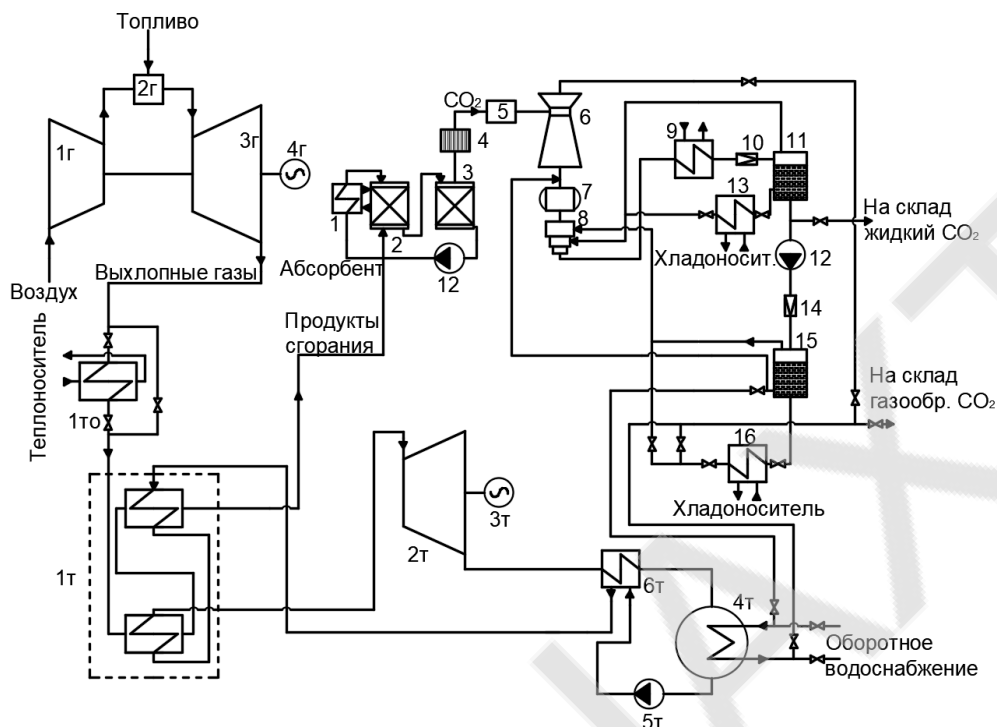 Топливо
2г
1г
3г
4г
Воздух
Выхлопные газы
Теплоноситель
1то
1т
CO₂
5
6
4
3
1
2
Абсорбент
12
Продукты
сгорания
7
8
9
10
11
13
Хладоносит.
На склад
жидкий CO₂
12
14
15
На склад
газообр. CO₂
16
Хладоноситель
2т
3т
6т
4т
5т
Оборотное
водоснабжение